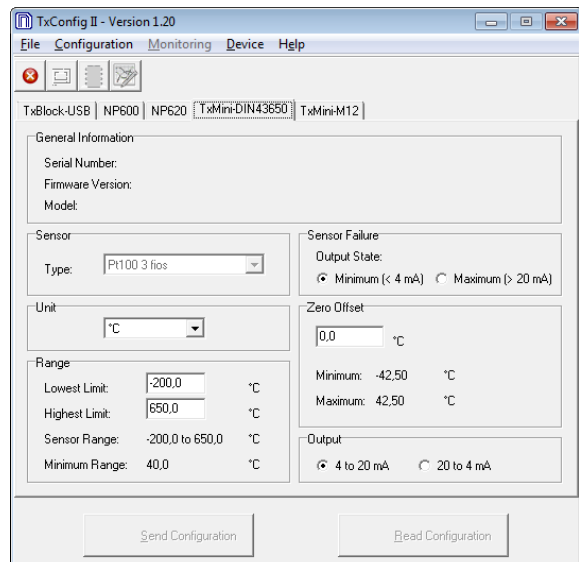 TxConfig II - Version 1.20
File Configuration Monitoring Device Help
TxBlock-USB NP600 NP620 TxMini-DIN43650 TxMini-M12
General Information
Serial Number:
Firmware Version:
Model:
Sensor
Type: Pt100 3 fios
Sensor Failure
Output State:
Minimum (< 4 mA) Maximum (> 20 mA)
Unit
°C
Zero Offset
0,0 °C
Minimum: -42,50 °C
Maximum: 42,50 °C
Range
Lowest Limit: -200,0 °C
Highest Limit: 650,0 °C
Sensor Range: -200,0 to 650,0 °C
Minimum Range: 40,0 °C
Output
4 to 20 mA 20 to 4 mA
Send Configuration Read Configuration